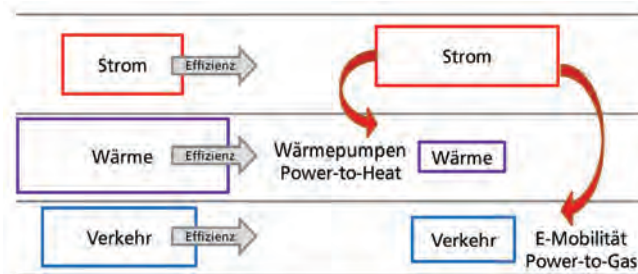 Strom
Effizienz
Strom
Wärme
Effizienz
Wärmepumpen
Power-to-Heat
Wärme
Verkehr
Effizienz
Verkehr
E-Mobilität
Power-to-Gas